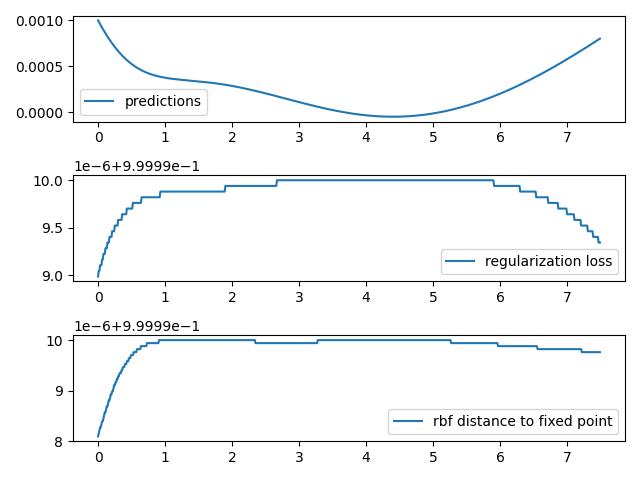 0.0010
0.0005
0.0000
predictions
0 1 2 3 4 5 6 7
1e-6+9.9999e-1
10.0
9.5
9.0
regularization loss
0 1 2 3 4 5 6 7
1e-6+9.9999e-1
10
9
8
rbf distance to fixed point
0 1 2 3 4 5 6 7